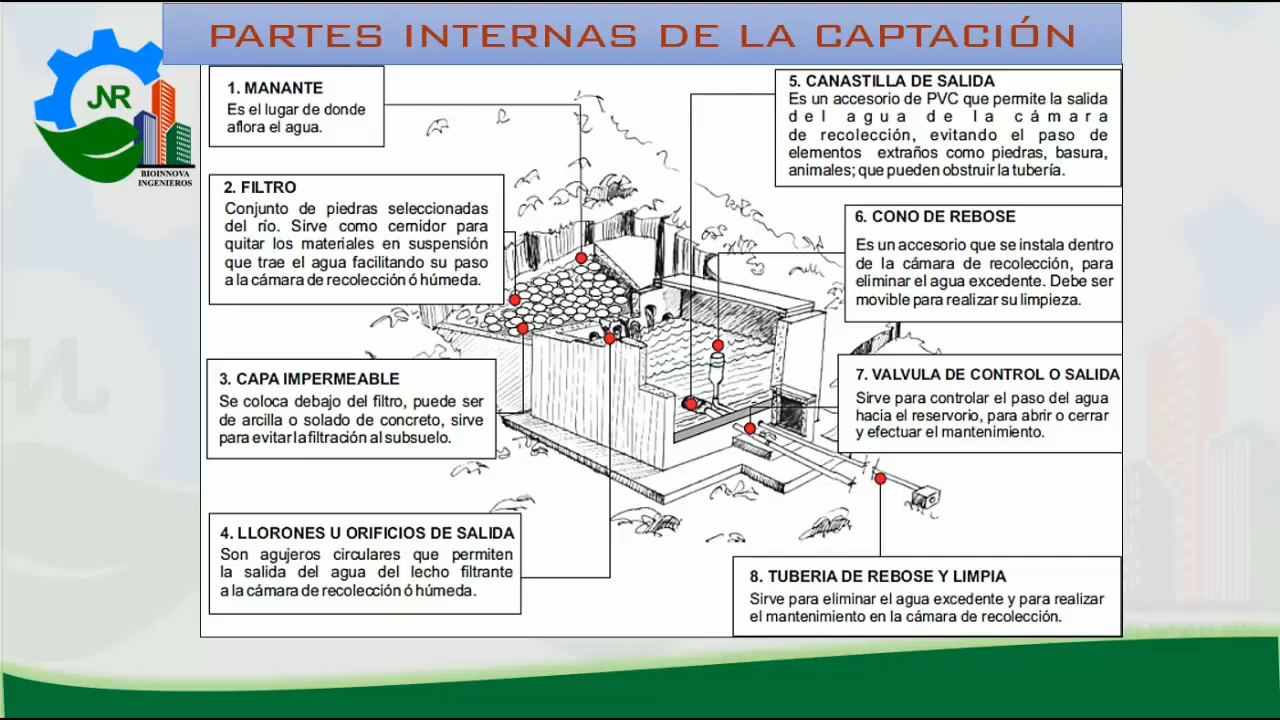 PARTES INTERNAS DE LA CAPTACIÓN
JNR
BIOINNOVA
INGENIEROS
1. MANANTE
Es el lugar de donde
aflora el agua.
2. FILTRO
Conjunto de piedras seleccionadas
del río. Sirve como cernidor para
quitar los materiales en suspensión
que trae el agua facilitando su paso
a la cámara de recolección ó húmeda.
3. CAPA IMPERMEABLE
Se coloca debajo del filtro, puede ser
de arcilla o solado de concreto, sirve
para evitar la filtración al subsuelo.
4. LLORONES U ORIFICIOS DE SALIDA
Son agujeros circulares que permiten
la salida del agua del lecho filtrante
a la cámara de recolección ó húmeda.
5. CANASTILLA DE SALIDA
Es un accesorio de PVC que permite la salida
del agua de la cámara
de recolección, evitando el paso de
elementos extraños como piedras, basura,
animales; que pueden obstruir la tubería.
6. CONO DE REBOSE
Es un accesorio que se instala dentro
de la cámara de recolección, para
eliminar el agua excedente. Debe ser
movible para realizar su limpieza.
7. VALVULA DE CONTROL O SALIDA
Sirve para controlar el paso del agua
hacia el reservorio, para abrir o cerrar
y efectuar el mantenimiento.
8. TUBERIA DE REBOSE Y LIMPIA
Sirve para eliminar el agua excedente y para realizar
el mantenimiento en la cámara de recolección.